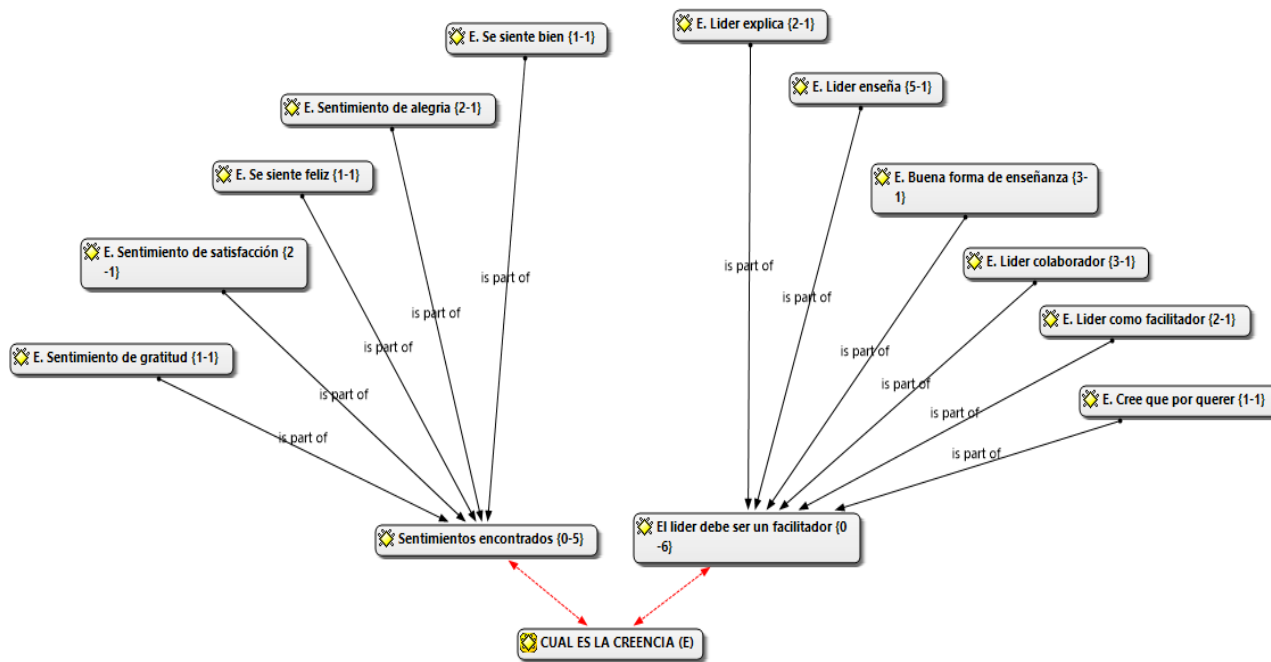 E. Lider explica {2-1}
E. Se siente bien {1-1}
E. Lider enseña {5-1}
E. Sentimiento de alegria {2-1}
E. Se siente feliz {1-1}
E. Buena forma de enseñanza {3-
1}
E. Sentimiento de satisfacción {2
-1}
E. Lider colaborador {3-1}
E. Lider como facilitador {2-1}
E. Sentimiento de gratitud {1-1}
E. Cree que por querer {1-1}
is part of
is part of
is part of
is part of
is part of
is part of
is part of
is part of
is part of
is part of
is part of
Sentimientos encontrados {0-5}
El lider debe ser un facilitador {0
-6}
CUAL ES LA CREENCIA (E)